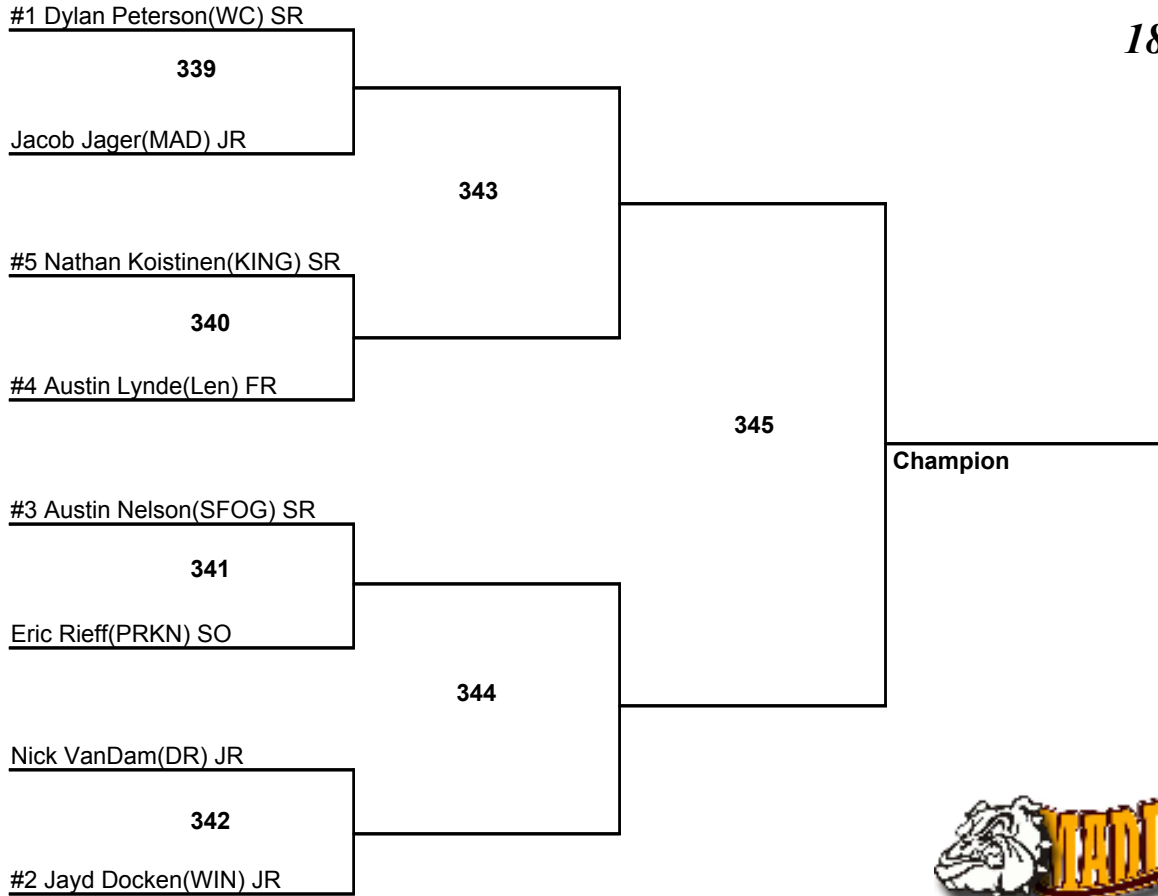 #1 Dylan Peterson(WC) SR
18
339
Jacob Jager(MAD) JR
343
#5 Nathan Koistinen(KING) SR
340
#4 Austin Lynde(Len) FR
345
Champion
#3 Austin Nelson(SFOG) SR
341
Eric Rieff(PRKN) SO
344
Nick VanDam(DR) JR
342
#2 Jayd Docken(WIN) JR